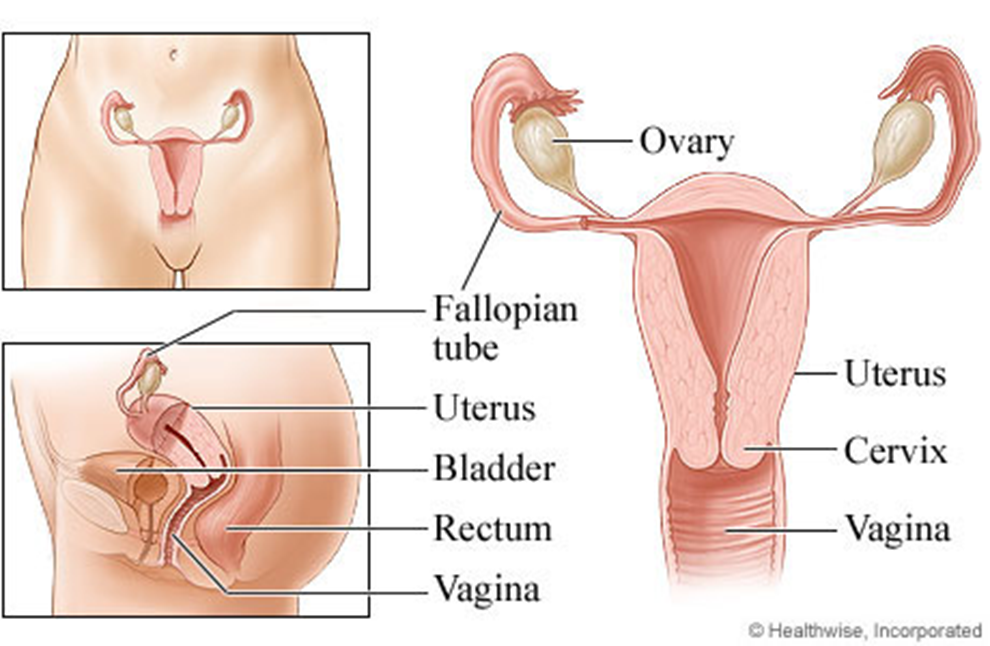 Ovary
Fallopian
tube
Uterus
Bladder
Rectum
Vagina
Uterus
Cervix
Vagina
© Healthwise, Incorporated